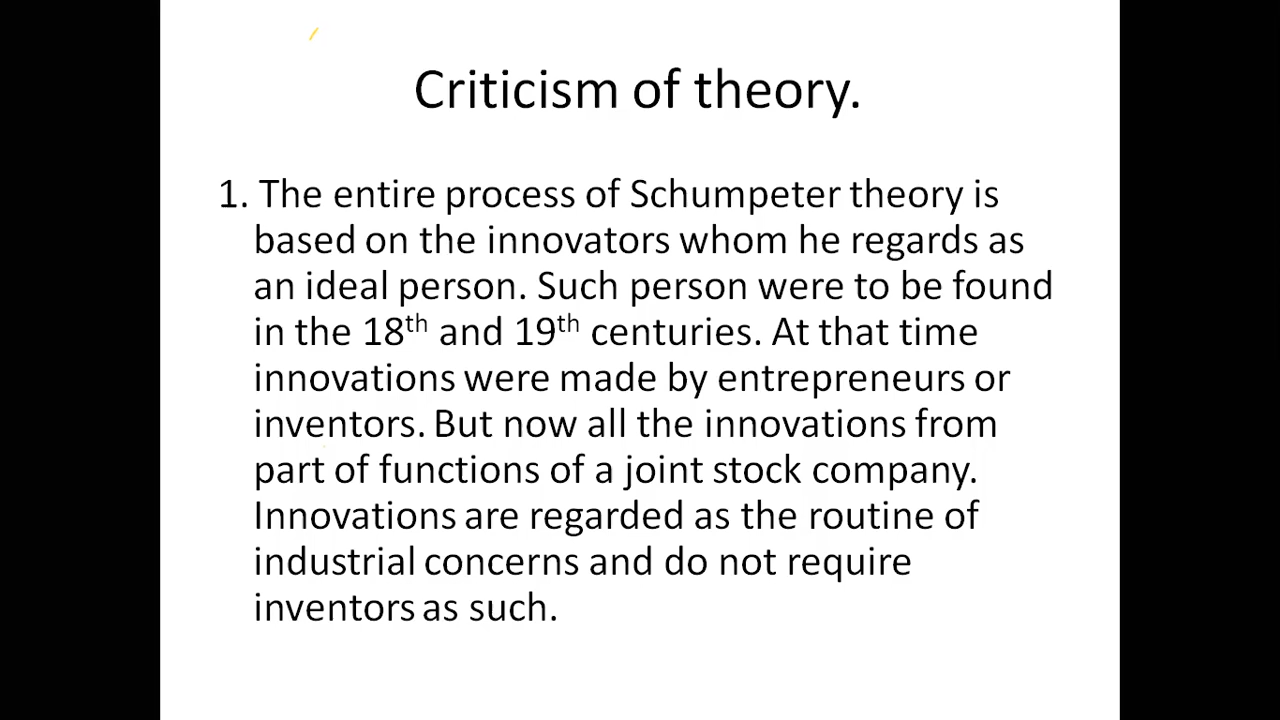 Criticism of theory.
1. The entire process of Schumpeter theory is
based on the innovators whom he regards as
an ideal person. Such person were to be found
in the 18th and 19th centuries. At that time
innovations were made by entrepreneurs or
inventors. But now all the innovations from
part of functions of a joint stock company.
Innovations are regarded as the routine of
industrial concerns and do not require
inventors as such.